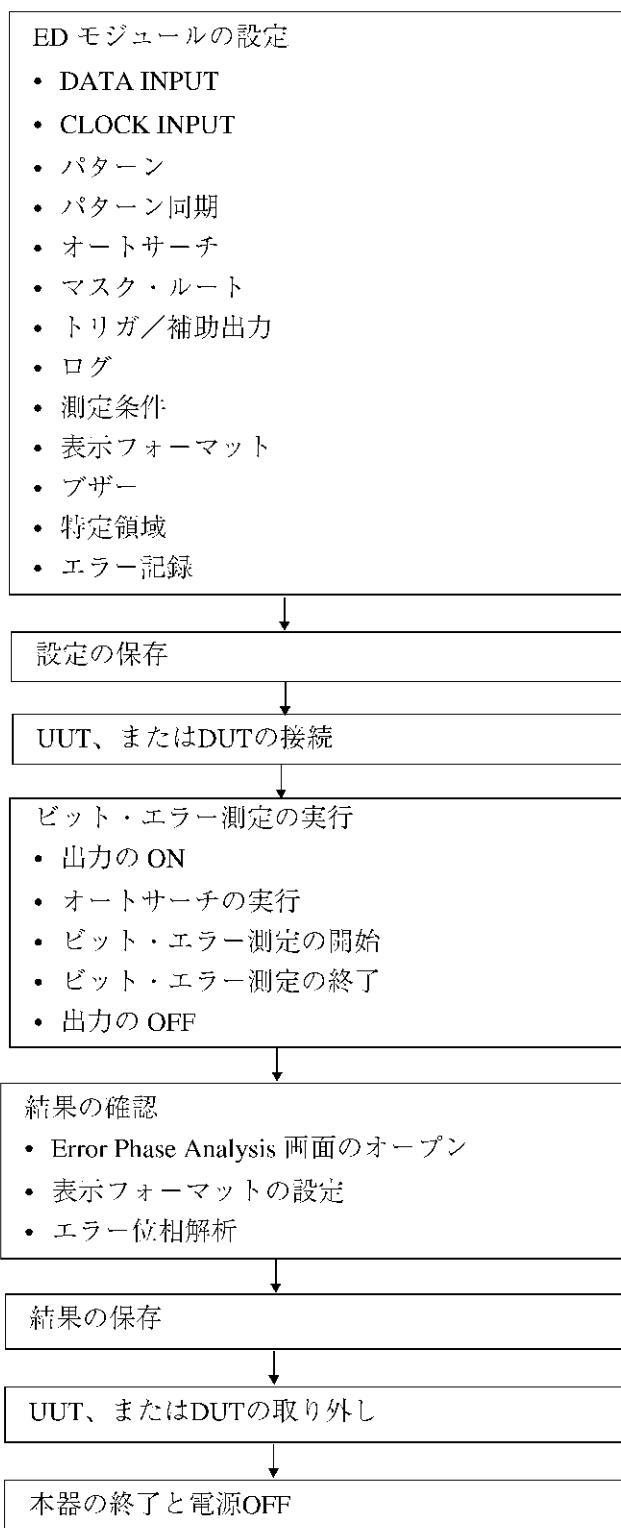 ED モジュールの設定
• DATA INPUT
• CLOCK INPUT
• パターン
• パターン同期
• オートサーチ
• マスク・ルート
• トリガ／補助出力
• ログ
• 測定条件
• 表示フォーマット
• ブザー
• 特定領域
• エラー記録
設定の保存
UUT、またはDUTの接続
ビット・エラー測定の実行
• 出力の ON
• オートサーチの実行
• ビット・エラー測定の開始
• ビット・エラー測定の終了
• 出力の OFF
結果の確認
• Error Phase Analysis 画面のオープン
• 表示フォーマットの設定
• エラー位相解析
結果の保存
UUT、またはDUTの取り外し
本器の終了と電源OFF